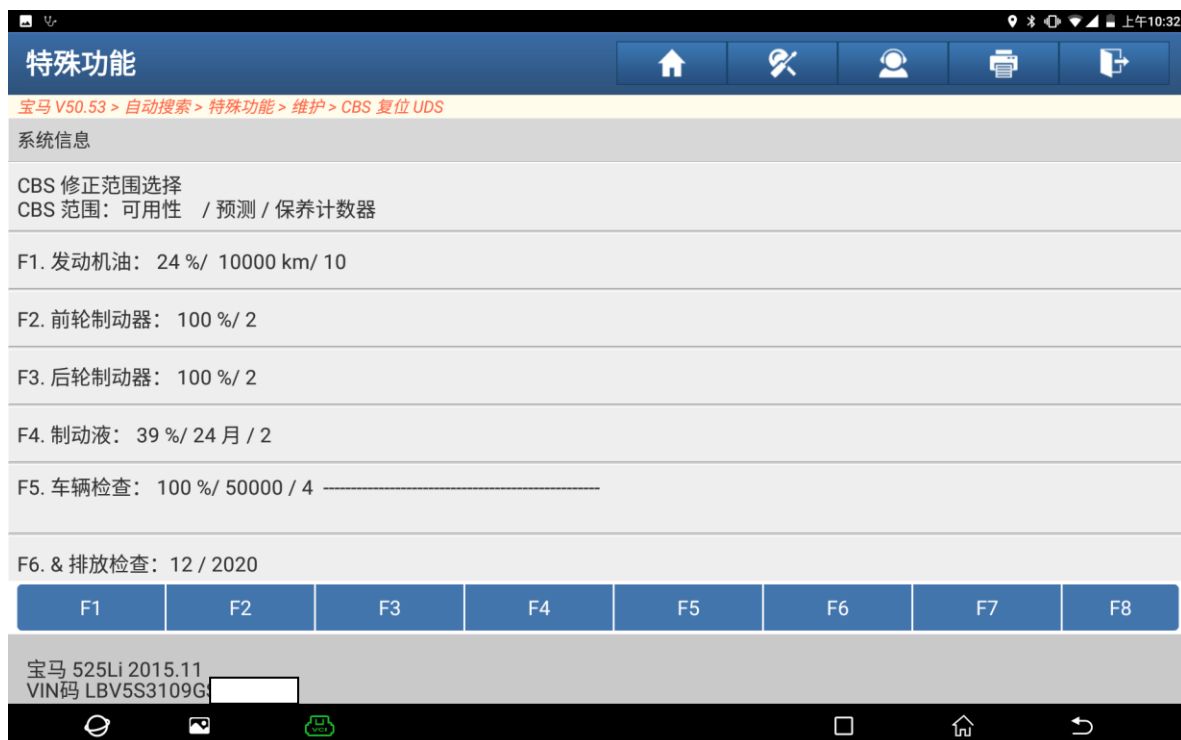 上午10:32
特殊功能
宝马 V50.53 > 自动搜索 > 特殊功能 > 维护 > CBS 复位 UDS
系统信息
CBS 修正范围选择
CBS 范围：可用性 / 预测 / 保养计数器
F1. 发动机油： 24 %/ 10000 km/ 10
F2. 前轮制动器： 100 %/ 2
F3. 后轮制动器： 100 %/ 2
F4. 制动液： 39 %/ 24 月 / 2
F5. 车辆检查： 100 %/ 50000 / 4 --------------------------------------------------
F6. & 排放检查：12 / 2020
F1 F2 F3 F4 F5 F6 F7 F8
宝马 525Li 2015.11
VIN码 LBV5S3109G
VCI